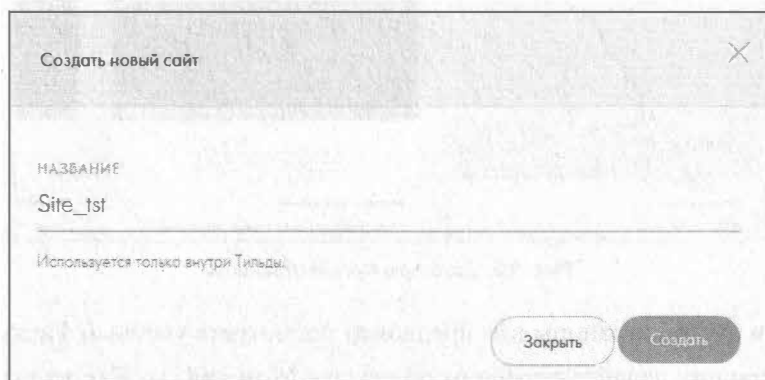 Создать новый сайт
НАЗВАНИЕ
Site_tst
Используется только внутри Тильды.
Закрыть
Создать